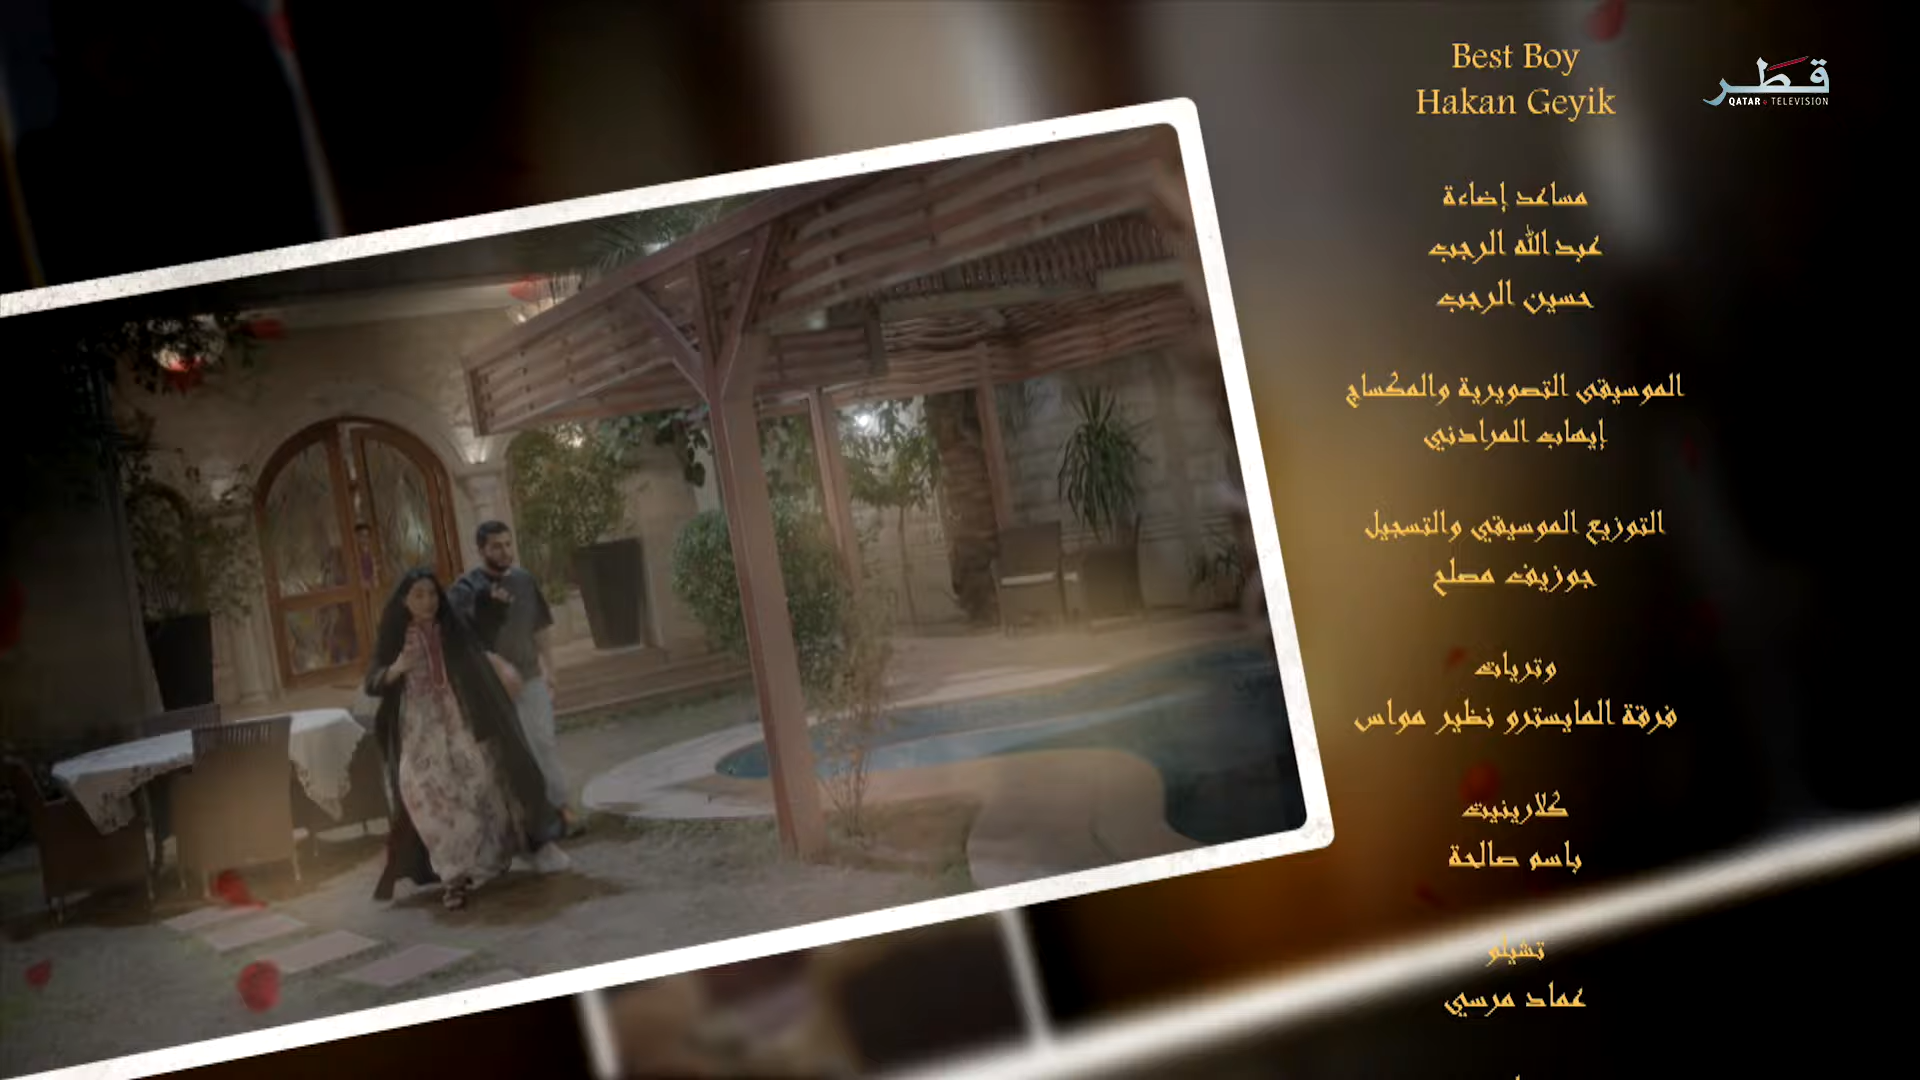 Best Boy
Hakan Geyik
قطر
QATAR TELEVISION
مساعد إضاءة
عبدالله الرجب
حسين الرجب
الموسيقى التصويرية والمكساج
إيهاب المرادني
التوزيع الموسيقي والتسجيل
جوزيف مصلح
وتريات
فرقة المايسترو نظير مواس
كلارينيت
باسم صالحة
تشيلو
عماد مرسي